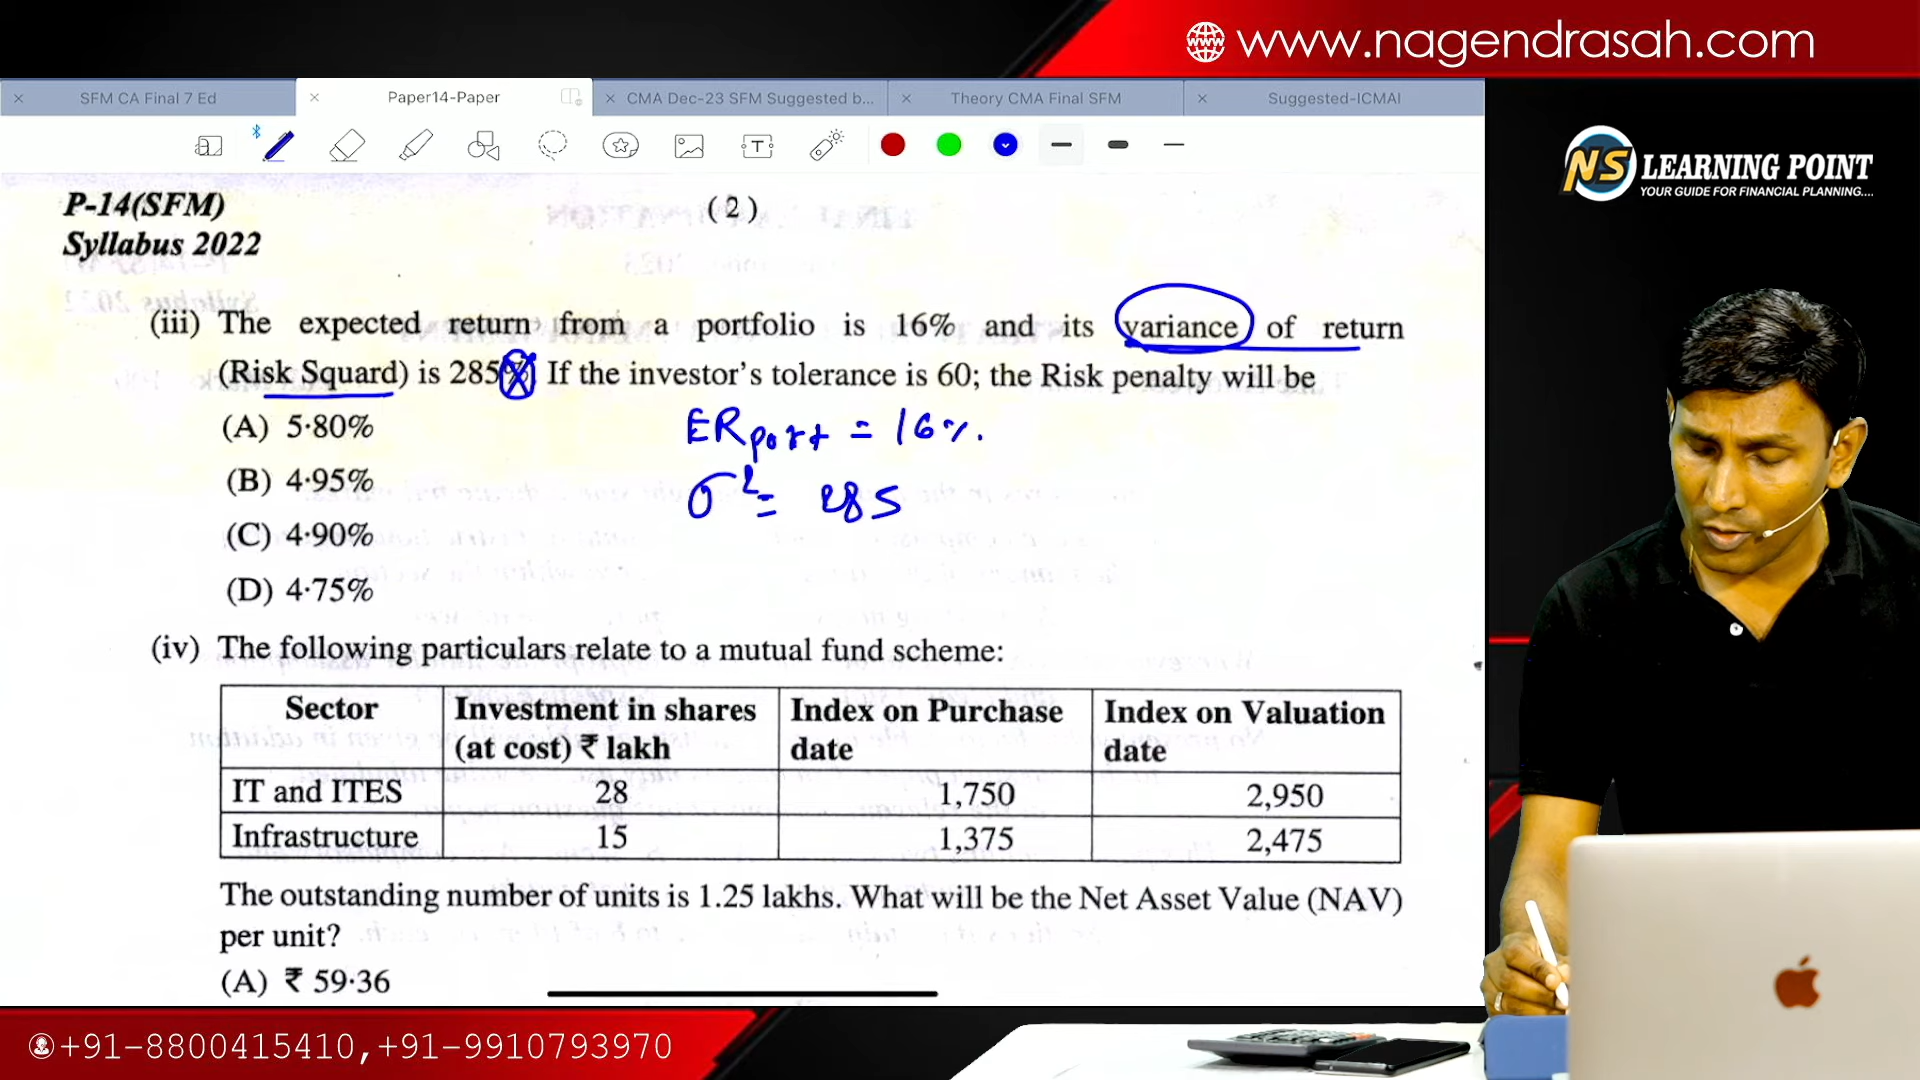 www.nagendrasah.com
SFM CA Final 7 Ed
Paper14-Paper
CMA Dec-23 SFM Suggested b...
Theory CMA Final SFM
Suggested-ICMAI
NS LEARNING POINT
YOUR GUIDE FOR FINANCIAL PLANNING....
P-14(SFM)
(2)
Syllabus 2022
(iii) The expected return from a portfolio is 16% and its variance of return
(Risk Squard) is 285% If the investor's tolerance is 60; the Risk penalty will be
(A) 5·80%
(B) 4·95%
(C) 4·90%
(D) 4·75%
ERport = 16%.
σ² = 285
(iv) The following particulars relate to a mutual fund scheme:
Sector Investment in shares (at cost) ₹ lakh Index on Purchase date Index on Valuation date
IT and ITES 28 1,750 2,950
Infrastructure 15 1,375 2,475
The outstanding number of units is 1.25 lakhs. What will be the Net Asset Value (NAV)
per unit?
(A) ₹ 59·36
+91-8800415410,+91-9910793970